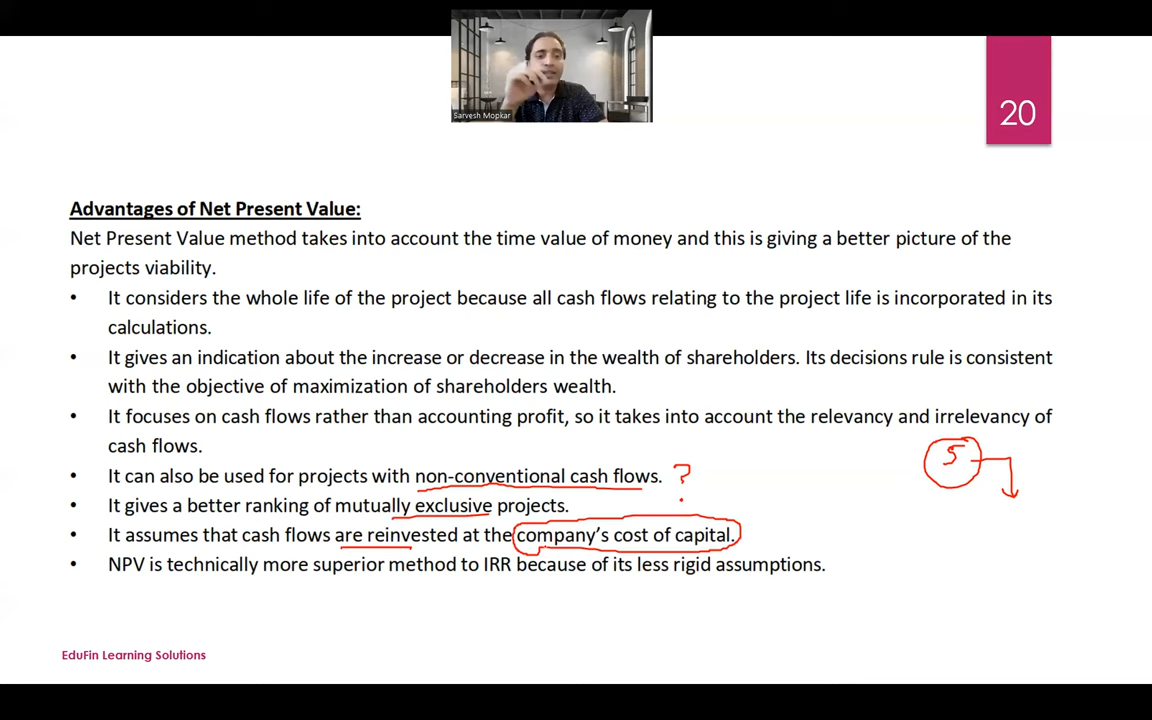 Sarvesh Mopkar
20
Advantages of Net Present Value:
Net Present Value method takes into account the time value of money and this is giving a better picture of the
projects viability.
• It considers the whole life of the project because all cash flows relating to the project life is incorporated in its
calculations.
• It gives an indication about the increase or decrease in the wealth of shareholders. Its decisions rule is consistent
with the objective of maximization of shareholders wealth.
• It focuses on cash flows rather than accounting profit, so it takes into account the relevancy and irrelevancy of
cash flows.
5
• It can also be used for projects with non-conventional cash flows. ?
• It gives a better ranking of mutually exclusive projects.
• It assumes that cash flows are reinvested at the company's cost of capital.
• NPV is technically more superior method to IRR because of its less rigid assumptions.
EduFin Learning Solutions